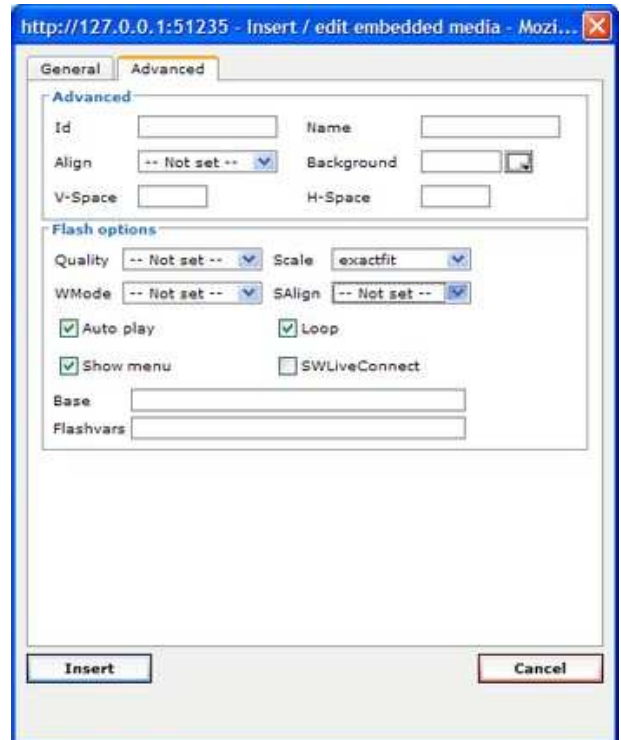 http://127.0.0.1:51235 - Insert / edit embedded media - Mozi...
General Advanced
Advanced
Id Name
Align -- Not set -- Background
V-Space H-Space
Flash options
Quality -- Not set -- Scale exactfit
WMode -- Not set -- SAlign -- Not set --
Auto play Loop
Show menu SWLiveConnect
Base
Flashvars
Insert Cancel